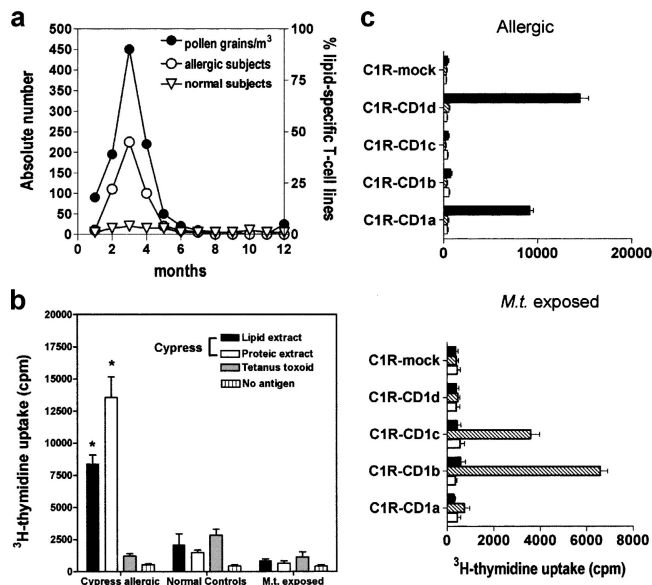 a
Absolute number
500
450
400
350
300
250
200
150
100
50
0
100
75
50
25
0
% lipid-specific T-cell lines
pollen grains/m³
allergic subjects
normal subjects
0 2 4 6 8 10 12
months
b
³H-thymidine uptake (cpm)
20000
17500
15000
12500
10000
7500
5000
2500
0
Cypress
Lipid extract
Proteic extract
Tetanus toxoid
No antigen
*
*
Cypress allergic Normal Controls M.t. exposed
c
Allergic
C1R-mock
C1R-CD1d
C1R-CD1c
C1R-CD1b
C1R-CD1a
0 10000 20000
M.t. exposed
C1R-mock
C1R-CD1d
C1R-CD1c
C1R-CD1b
C1R-CD1a
0 2000 4000 6000 8000
³H-thymidine uptake (cpm)